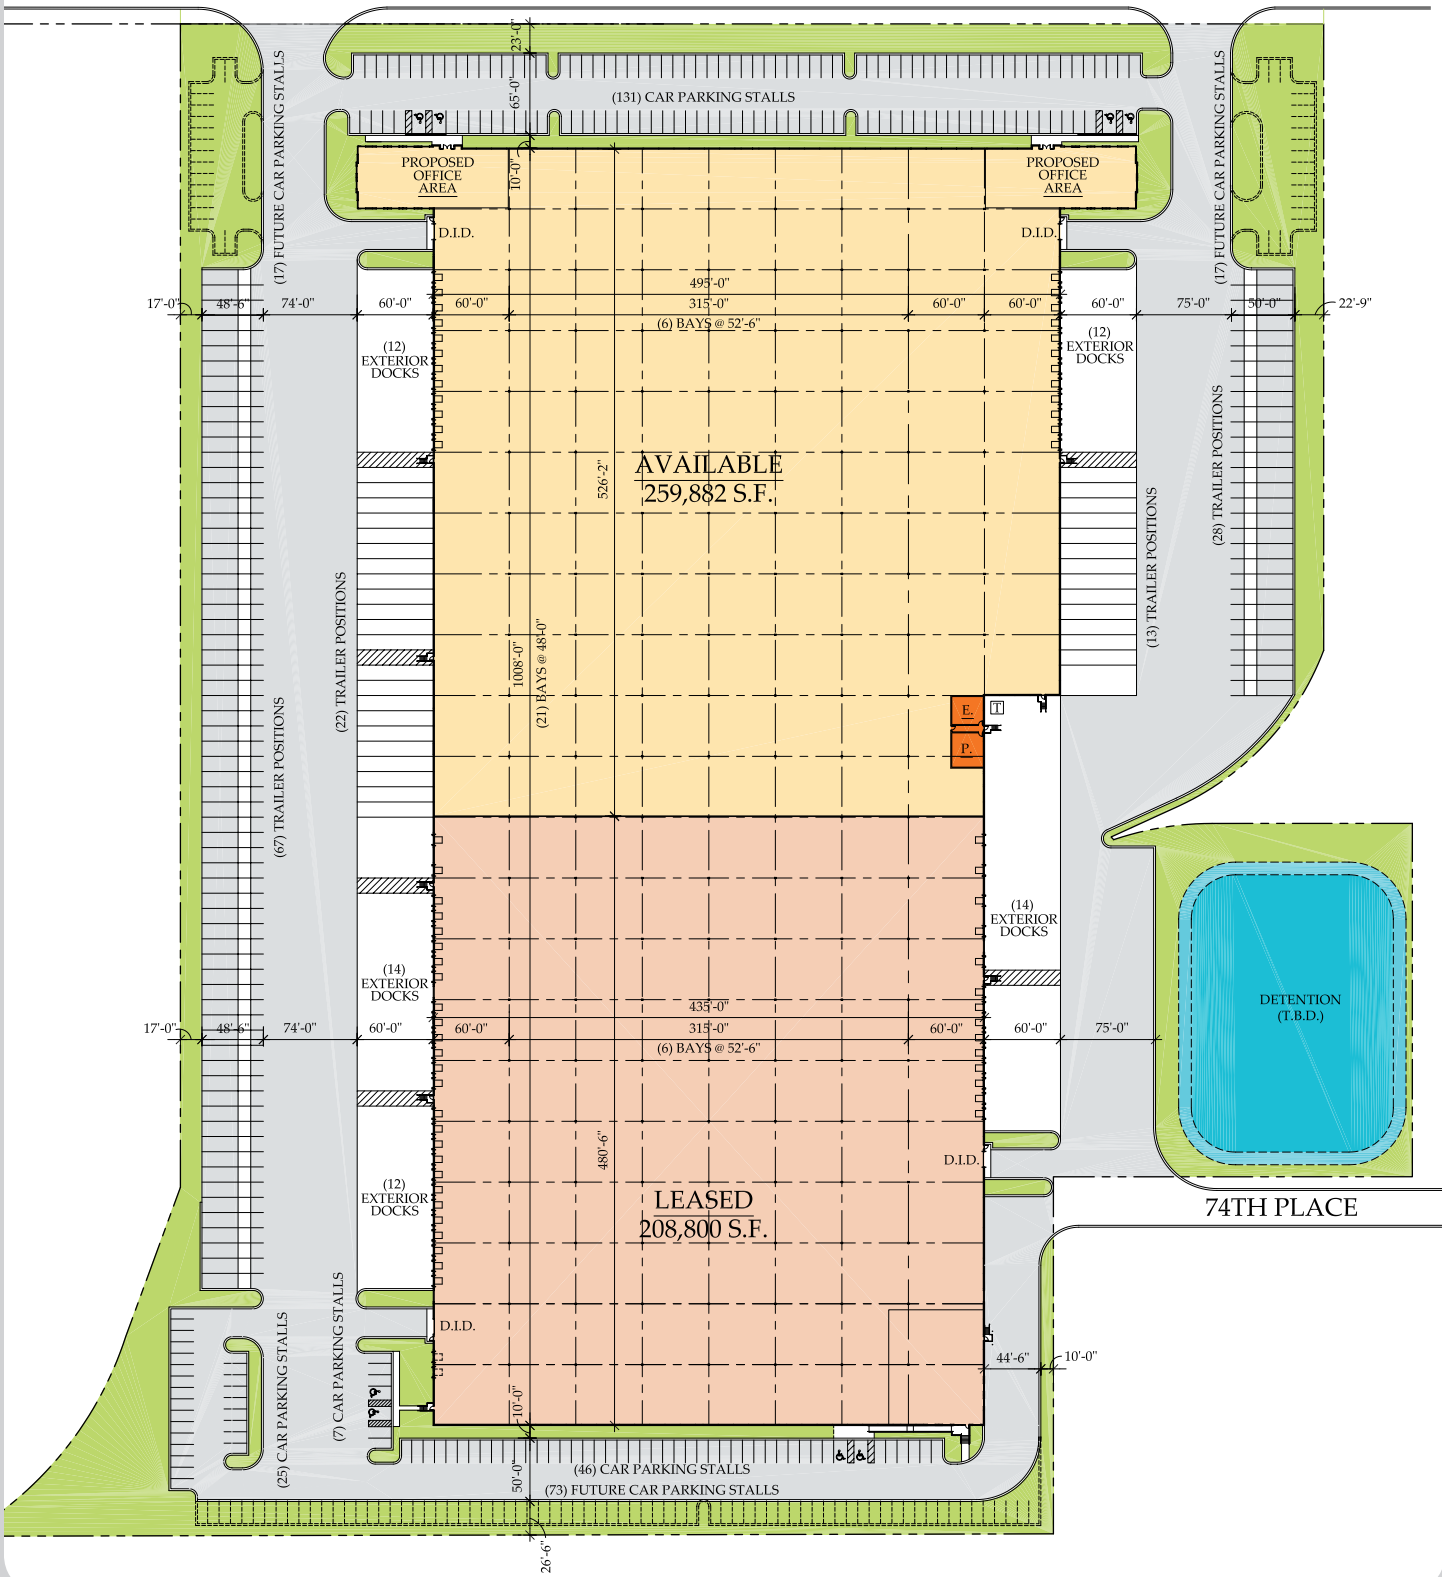 23'-0"
65'-0"
(131) CAR PARKING STALLS
(17) FUTURE CAR PARKING STALLS
(17) FUTURE CAR PARKING STALLS
PROPOSED
OFFICE
AREA
10'-0"
PROPOSED
OFFICE
AREA
D.I.D.
D.I.D.
495'-0"
17'-0"
48'-6"
74'-0"
60'-0"
60'-0"
315'-0"
60'-0"
60'-0"
60'-0"
75'-0"
50'-0"
22'-9"
(6) BAYS @ 52'-6"
(12)
EXTERIOR
DOCKS
(12)
EXTERIOR
DOCKS
(28) TRAILER POSITIONS
AVAILABLE
259,882 S.F.
526'-2"
(13) TRAILER POSITIONS
(22) TRAILER POSITIONS
1008'-0"
(21) BAYS @ 48'-0"
E.
T
P.
(67) TRAILER POSITIONS
(14)
EXTERIOR
DOCKS
(14)
EXTERIOR
DOCKS
DETENTION
(T.B.D.)
435'-0"
17'-0"
48'-6"
74'-0"
60'-0"
60'-0"
315'-0"
60'-0"
60'-0"
75'-0"
(6) BAYS @ 52'-6"
480'-6"
D.I.D.
(12)
EXTERIOR
DOCKS
LEASED
208,800 S.F.
74TH PLACE
D.I.D.
(25) CAR PARKING STALLS
(7) CAR PARKING STALLS
44'-6"
10'-0"
10'-0"
50'-0"
(46) CAR PARKING STALLS
(73) FUTURE CAR PARKING STALLS
26'-6"